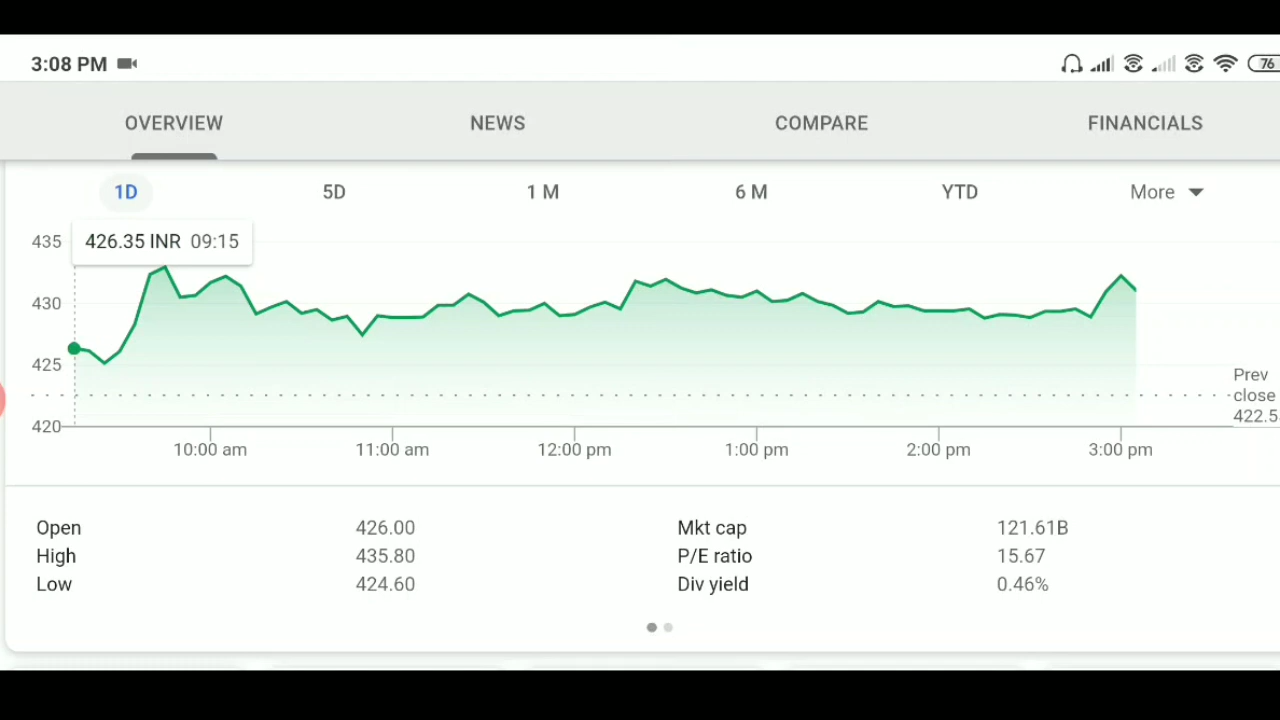 3:08 PM 76
OVERVIEW NEWS COMPARE FINANCIALS
1D 5D 1 M 6 M YTD More
426.35 INR 09:15
435
430
425
420
Prev
close
422.5
10:00 am 11:00 am 12:00 pm 1:00 pm 2:00 pm 3:00 pm
Open 426.00 Mkt cap 121.61B
High 435.80 P/E ratio 15.67
Low 424.60 Div yield 0.46%